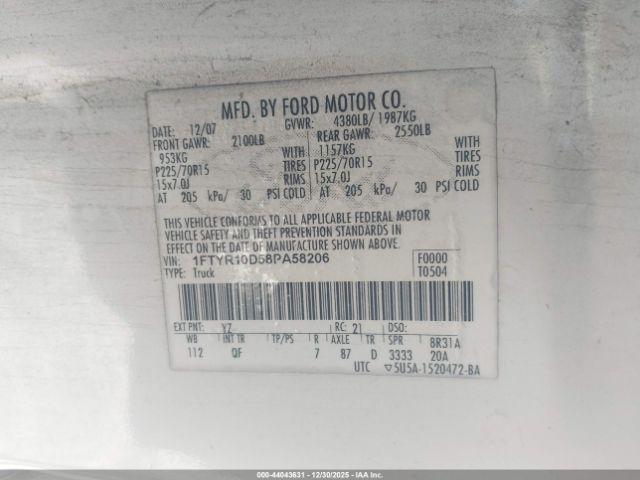 MFD. BY FORD MOTOR CO.
DATE: 12/07 GVWR: 4380LB/ 1987KG
FRONT GAWR: 2100LB REAR GAWR: 2550LB
953KG WITH 1157KG WITH
P225/70R15 TIRES P225/70R15 TIRES
15x7.0J RIMS 15x7.0J RIMS
AT 205 kPa/ 30 PSI COLD AT 205 kPa/ 30 PSI COLD
THIS VEHICLE CONFORMS TO ALL APPLICABLE FEDERAL MOTOR
VEHICLE SAFETY AND THEFT PREVENTION STANDARDS IN
EFFECT ON THE DATE OF MANUFACTURE SHOWN ABOVE.
VIN: 1FTYR10D58PA58206 F0000
TYPE: Truck T0504
EXT PNT: YZ RC: 21 DSO:
WB INT TR TP/PS R AXLE TR SPR 8R31A
112 QF 7 87 D 3333 20A
UTC ▽5U5A-1520472-BA
000-44043631 - 12/30/2025 - IAA Corp.